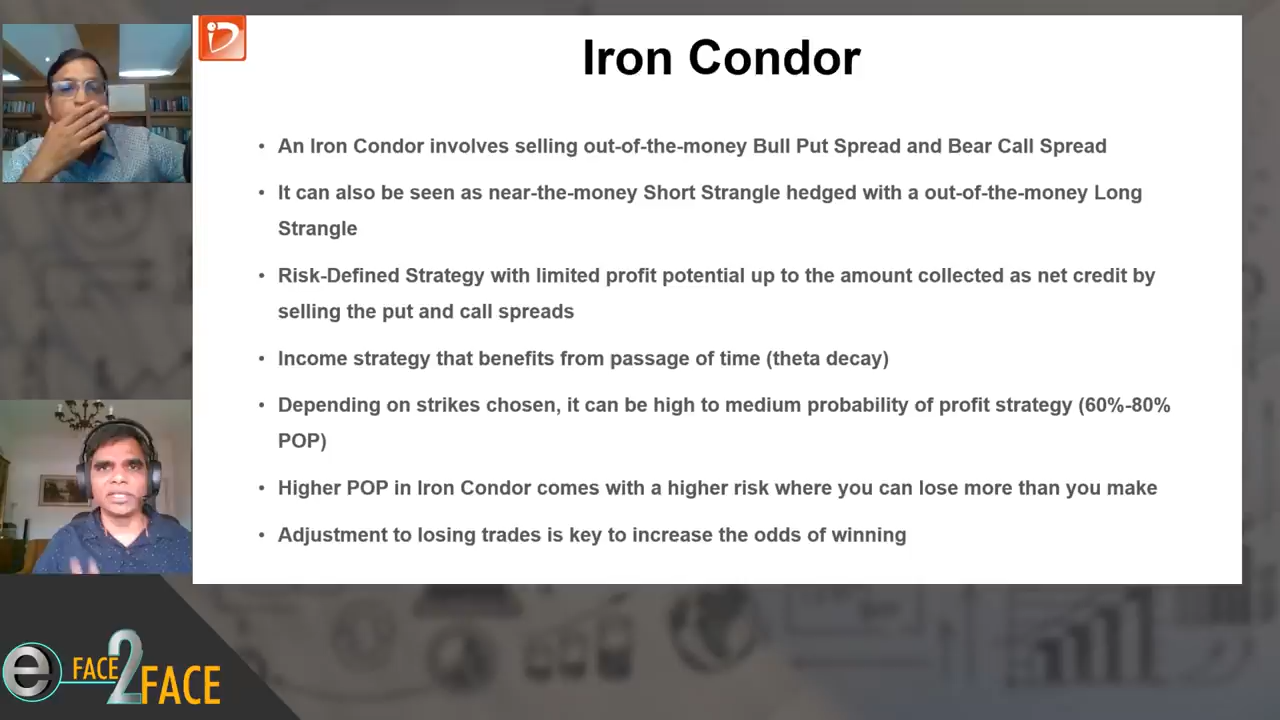 Iron Condor
• An Iron Condor involves selling out-of-the-money Bull Put Spread and Bear Call Spread
• It can also be seen as near-the-money Short Strangle hedged with a out-of-the-money Long
Strangle
• Risk-Defined Strategy with limited profit potential up to the amount collected as net credit by
selling the put and call spreads
• Income strategy that benefits from passage of time (theta decay)
• Depending on strikes chosen, it can be high to medium probability of profit strategy (60%-80%
POP)
• Higher POP in Iron Condor comes with a higher risk where you can lose more than you make
• Adjustment to losing trades is key to increase the odds of winning
e FACE 2 FACE